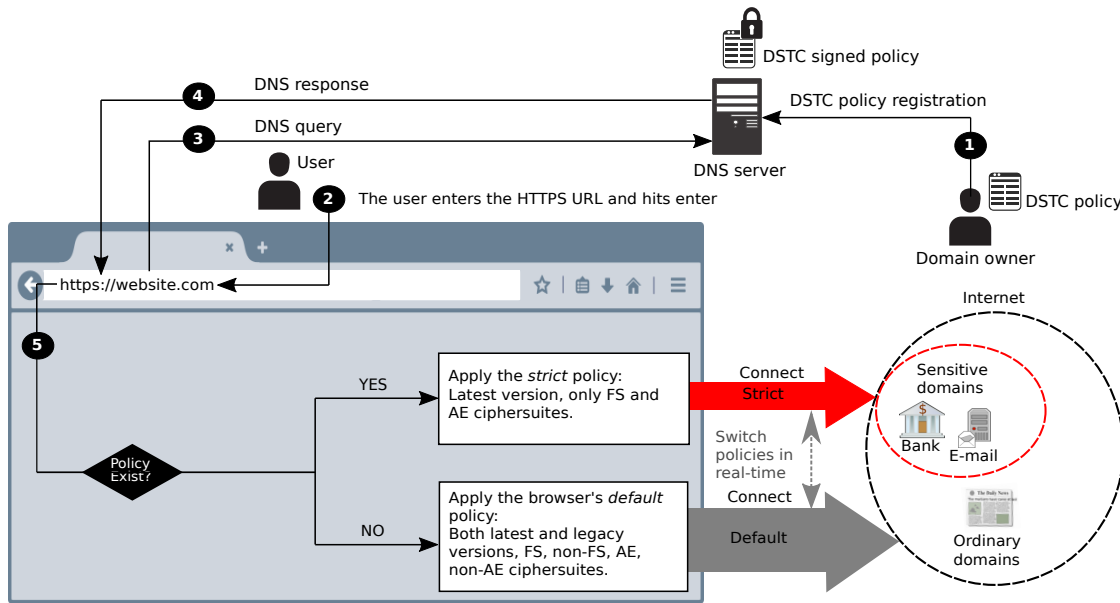 DSTC signed policy
DNS response
4
DSTC policy registration
DNS query
3
1
User
DNS server
2
The user enters the HTTPS URL and hits enter
DSTC policy
Domain owner
https://website.com
Internet
5
YES
Apply the strict policy:
Latest version, only FS and
AE ciphersuites.
Connect
Strict
Sensitive
domains
Bank
E-mail
Switch
policies in
real-time
Policy
Exist?
NO
Apply the browser's default
policy:
Both latest and legacy
versions, FS, non-FS, AE,
non-AE ciphersuites.
Connect
Default
The Daily News
Ordinary
domains